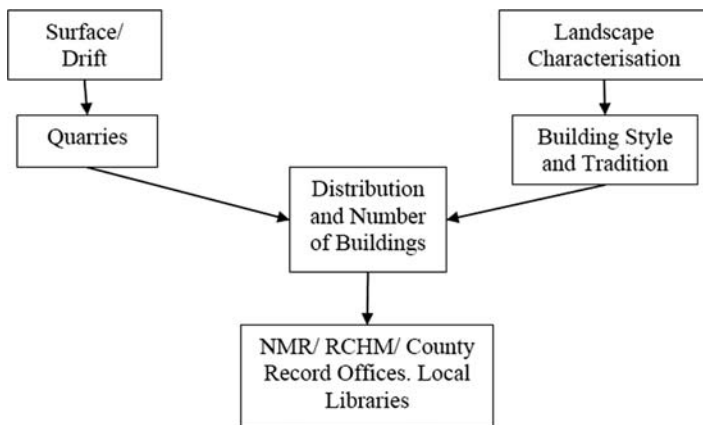 Surface/
Drift
Landscape
Characterisation
Quarries
Building Style
and Tradition
Distribution
and Number
of Buildings
NMR/ RCHM/ County
Record Offices. Local
Libraries